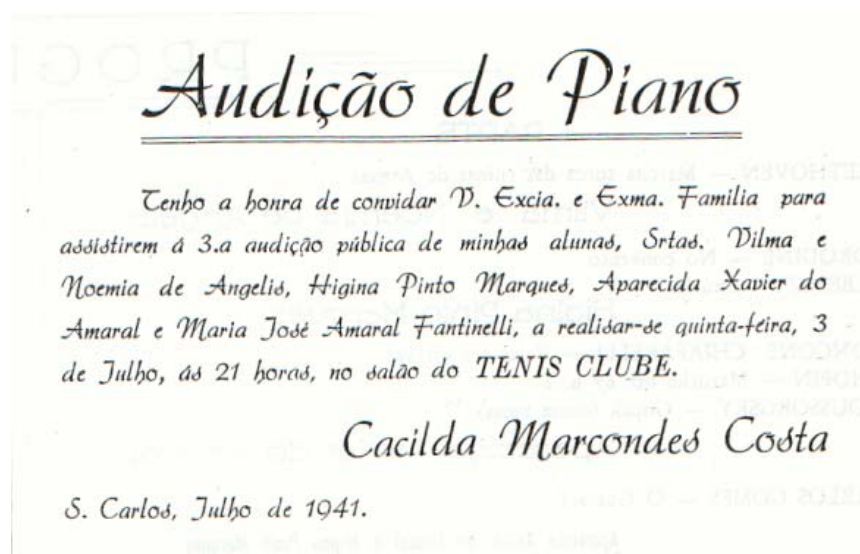 Audição de Piano
Tenho a honra de convidar V. Excia. e Exma. Familia para
assistirem á 3.a audição pública de minhas alunas, Srtas. Vilma e
Noemia de Angelis, Higina Pinto Marques, Aparecida Xavier do
Amaral e Maria José Amaral Fantinelli, a realisar-se quinta-feira, 3
de Julho, ás 21 horas, no salão do TENIS CLUBE.
Cacilda Marcondes Costa
S. Carlos, Julho de 1941.